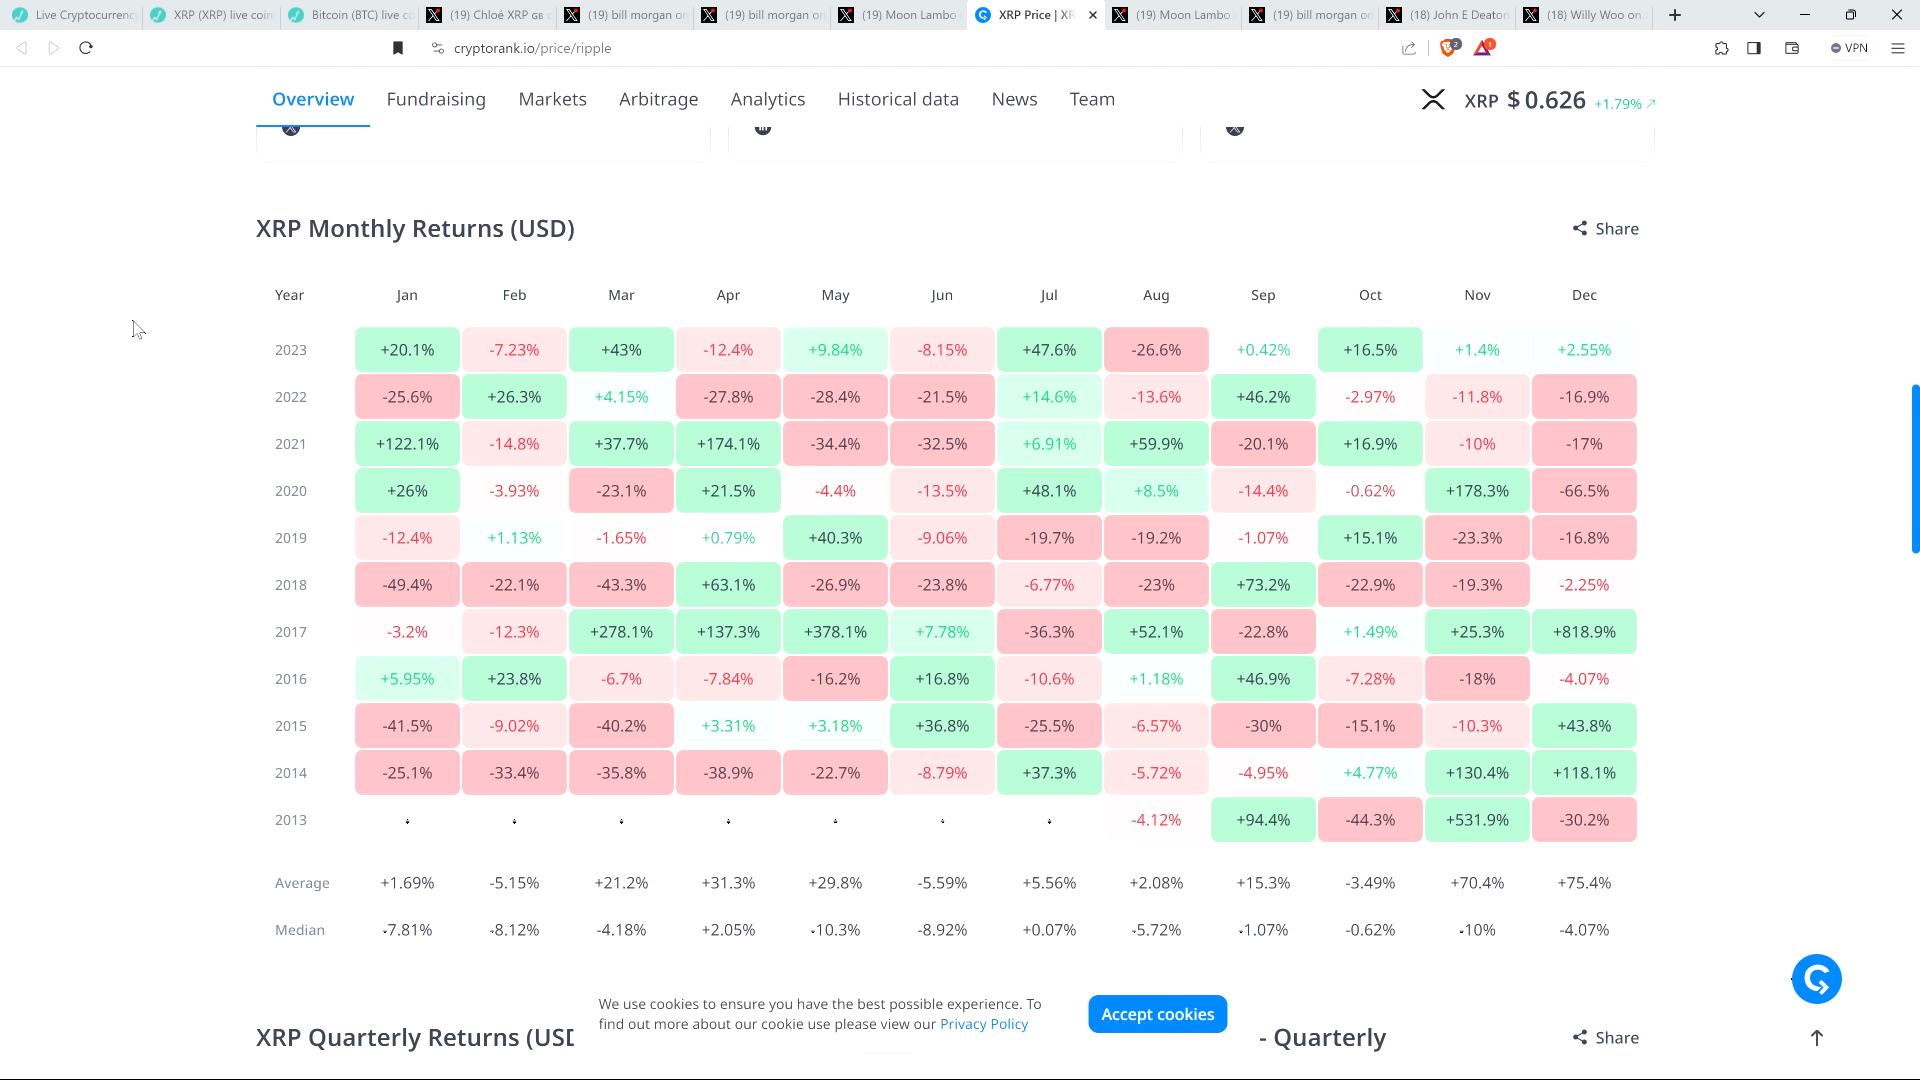 Live Cryptocurrenc XRP (XRP) live coin Bitcoin (BTC) live co (19) Chloé XRP GB (19) bill morgan on (19) bill morgan on (19) Moon Lambo XRP Price | XR (19) Moon Lambo (19) bill morgan on (18) John E Deaton (18) Willy Woo on
cryptorank.io/price/ripple 2 1 VPN
Overview Fundraising Markets Arbitrage Analytics Historical data News Team XRP $ 0.626 +1.79%
XRP Monthly Returns (USD) Share
Year Jan Feb Mar Apr May Jun Jul Aug Sep Oct Nov Dec
2023 +20.1% -7.23% +43% -12.4% +9.84% -8.15% +47.6% -26.6% +0.42% +16.5% +1.4% +2.55%
2022 -25.6% +26.3% +4.15% -27.8% -28.4% -21.5% +14.6% -13.6% +46.2% -2.97% -11.8% -16.9%
2021 +122.1% -14.8% +37.7% +174.1% -34.4% -32.5% +6.91% +59.9% -20.1% +16.9% -10% -17%
2020 +26% -3.93% -23.1% +21.5% -4.4% -13.5% +48.1% +8.5% -14.4% -0.62% +178.3% -66.5%
2019 -12.4% +1.13% -1.65% +0.79% +40.3% -9.06% -19.7% -19.2% -1.07% +15.1% -23.3% -16.8%
2018 -49.4% -22.1% -43.3% +63.1% -26.9% -23.8% -6.77% -23% +73.2% -22.9% -19.3% -2.25%
2017 -3.2% -12.3% +278.1% +137.3% +378.1% +7.78% -36.3% +52.1% -22.8% +1.49% +25.3% +818.9%
2016 +5.95% +23.8% -6.7% -7.84% -16.2% +16.8% -10.6% +1.18% +46.9% -7.28% -18% -4.07%
2015 -41.5% -9.02% -40.2% +3.31% +3.18% +36.8% -25.5% -6.57% -30% -15.1% -10.3% +43.8%
2014 -25.1% -33.4% -35.8% -38.9% -22.7% -8.79% +37.3% -5.72% -4.95% +4.77% +130.4% +118.1%
2013 -4.12% +94.4% -44.3% +531.9% -30.2%
Average +1.69% -5.15% +21.2% +31.3% +29.8% -5.59% +5.56% +2.08% +15.3% -3.49% +70.4% +75.4%
Median -7.81% -8.12% -4.18% +2.05% -10.3% -8.92% +0.07% -5.72% -1.07% -0.62% -10% -4.07%
We use cookies to ensure you have the best possible experience. To
find out more about our cookie use please view our Privacy Policy
Accept cookies
XRP Quarterly Returns (USD - Quarterly Share